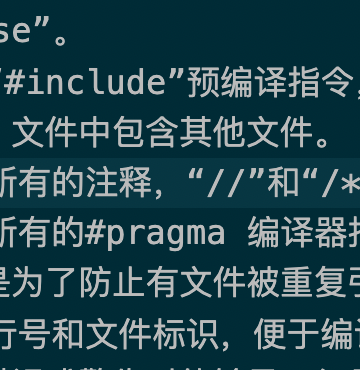 se”。
“#include”预编译指令，
文件中包含其他文件。
所有的注释，“//”和“/*
所有的#pragma 编译器指
是为了防止有文件被重复引
行号和文件标识，便于编译